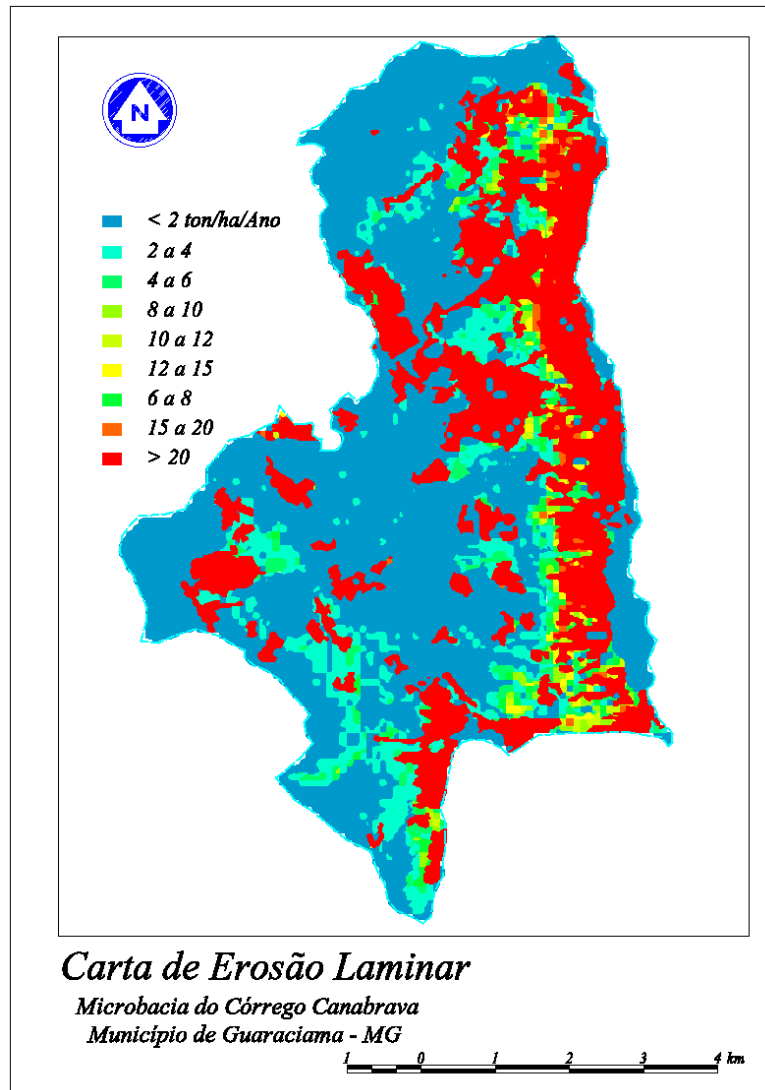 N
< 2 ton/ha/Ano
2 a 4
4 a 6
8 a 10
10 a 12
12 a 15
6 a 8
15 a 20
> 20
Carta de Erosão Laminar
Microbacia do Córrego Canabrava
Município de Guaraciama - MG
1 0 1 2 3 4 km